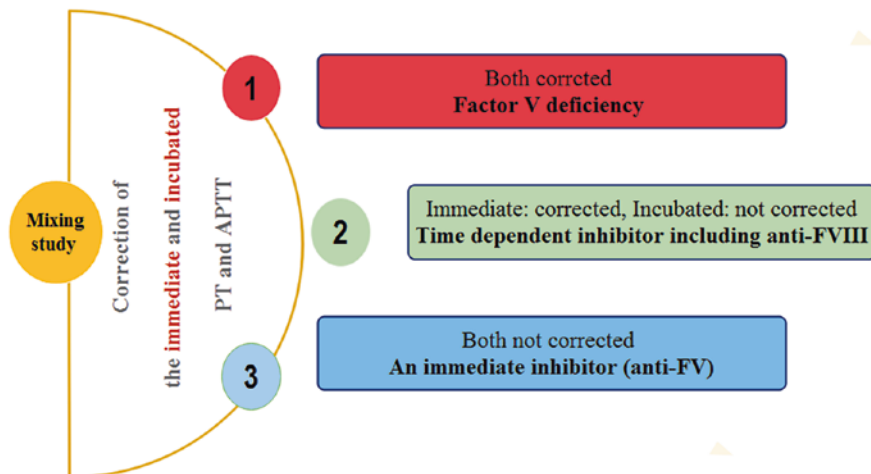 Mixing
study
Correction of
the immediate and incubated
PT and APTT
1
Both corrcted
Factor V deficiency
2
Immediate: corrected, Incubated: not corrected
Time dependent inhibitor including anti-FVIII
3
Both not corrected
An immediate inhibitor (anti-FV)